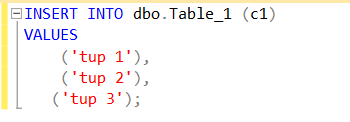 INSERT INTO dbo.Table_1 (c1)
VALUES
('tup 1'),
('tup 2'),
('tup 3');